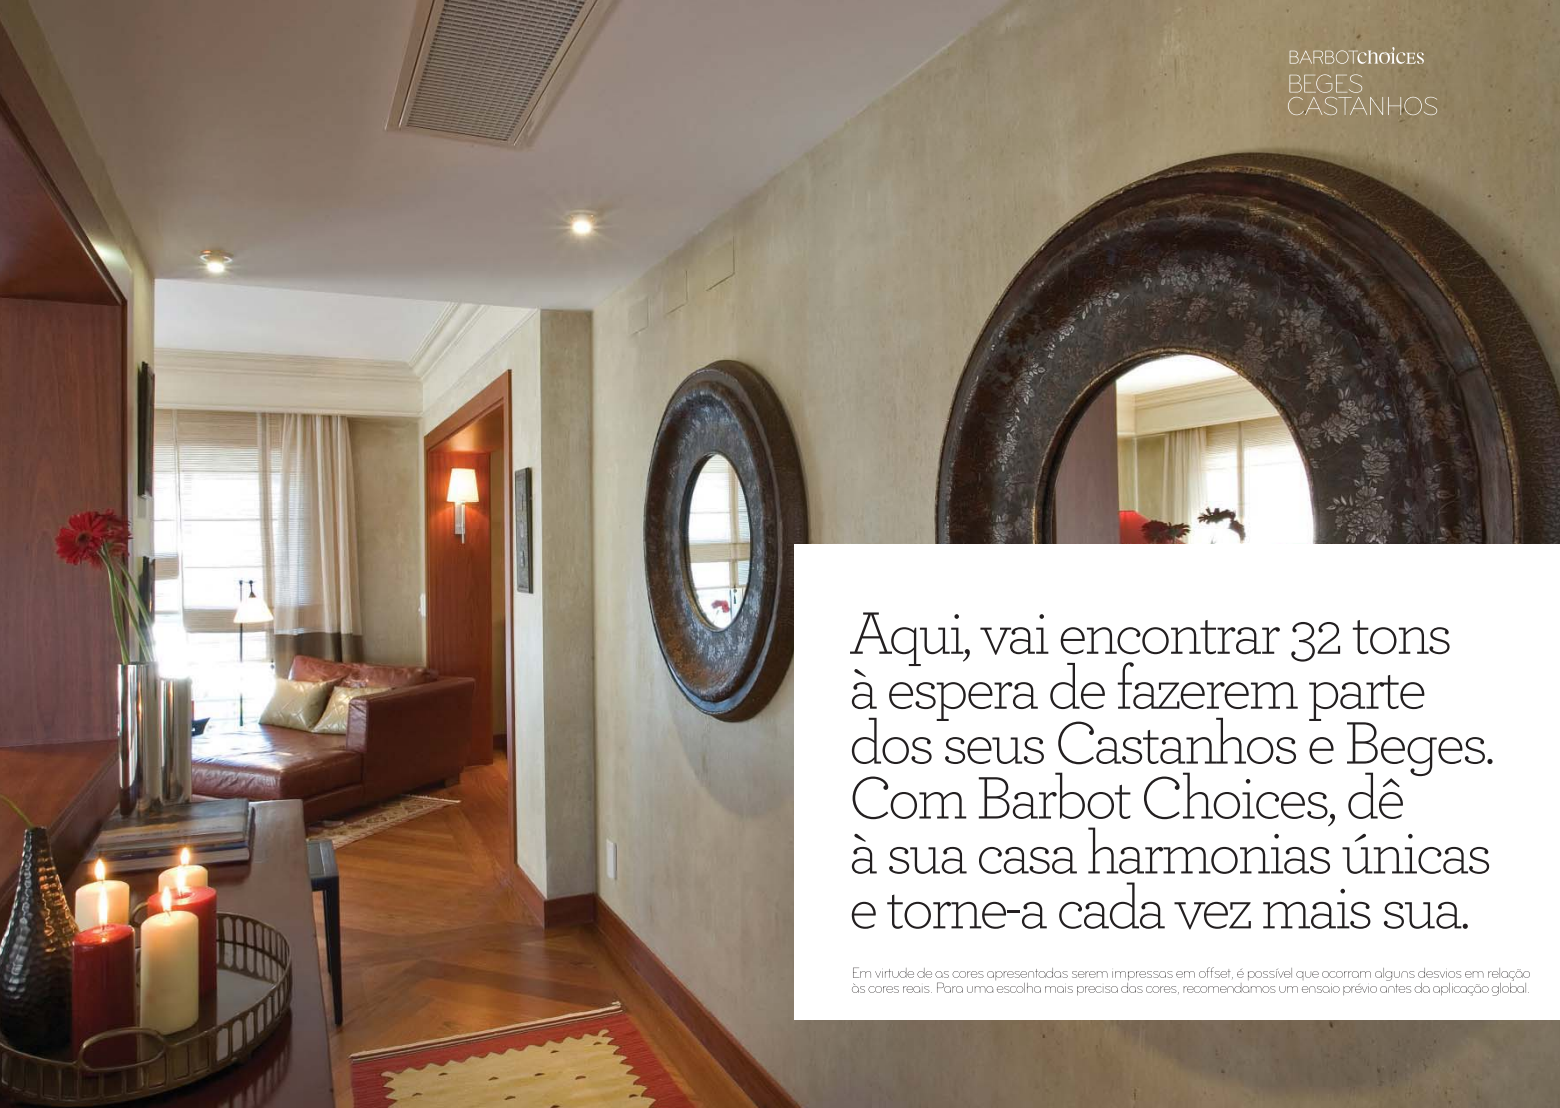 BARBOTchoicES
BEGES
CASTANHOS
Aqui, vai encontrar 32 tons
à espera de fazerem parte
dos seus Castanhos e Beges.
Com Barbot Choices, dê
à sua casa harmonias únicas
e torne-a cada vez mais sua.
Em virtude de as cores apresentadas serem impressas em offset, é possível que ocorram alguns desvios em relação
às cores reais. Para uma escolha mais precisa das cores, recomendamos um ensaio prévio antes da aplicação global.